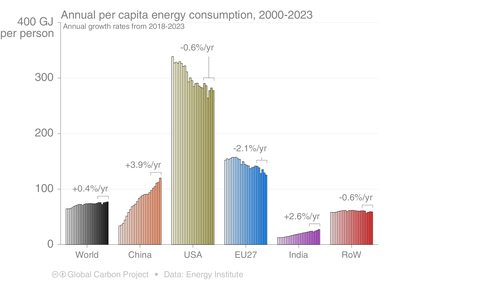 Annual per capita energy consumption, 2000-2023
Annual growth rates from 2018-2023
400 GJ
per person
300
200
100
0
+0.4%/yr
+3.9%/yr
-0.6%/yr
-2.1%/yr
+2.6%/yr
-0.6%/yr
World
China
USA
EU27
India
RoW
Global Carbon Project • Data: Energy Institute